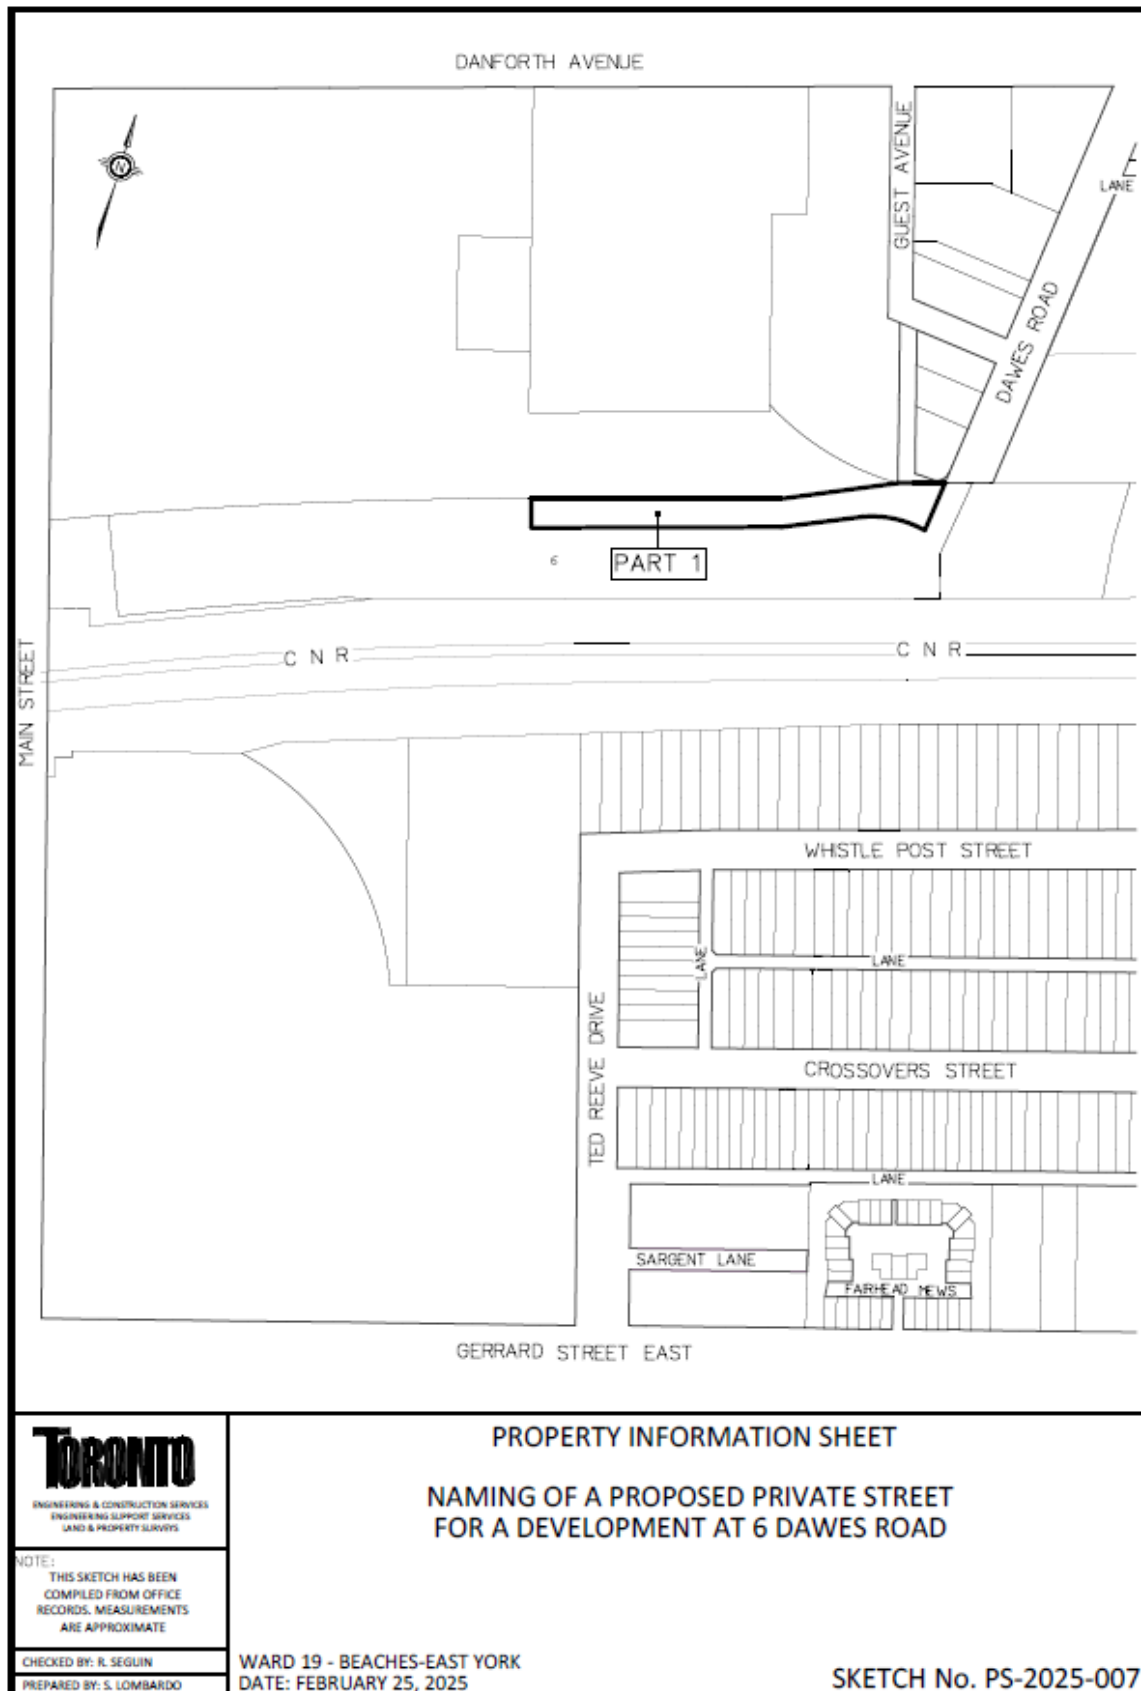 DANFORTH AVENUE
N
GUEST AVENUE
LANE
DAWES ROAD
6
PART 1
MAIN STREET
C N R
C N R
WHISTLE POST STREET
LANE
LANE
TED REEVE DRIVE
CROSSOVERS STREET
LANE
SARGENT LANE
FAIRHEAD MEWS
GERRARD STREET EAST
TORONTO
ENGINEERING & CONSTRUCTION SERVICES
ENGINEERING SUPPORT SERVICES
LAND & PROPERTY SURVEYS
NOTE:
THIS SKETCH HAS BEEN
COMPILED FROM OFFICE
RECORDS. MEASUREMENTS
ARE APPROXIMATE
CHECKED BY: R. SEGUIN
PREPARED BY: S. LOMBARDO
PROPERTY INFORMATION SHEET
NAMING OF A PROPOSED PRIVATE STREET
FOR A DEVELOPMENT AT 6 DAWES ROAD
WARD 19 - BEACHES-EAST YORK
DATE: FEBRUARY 25, 2025
SKETCH No. PS-2025-007